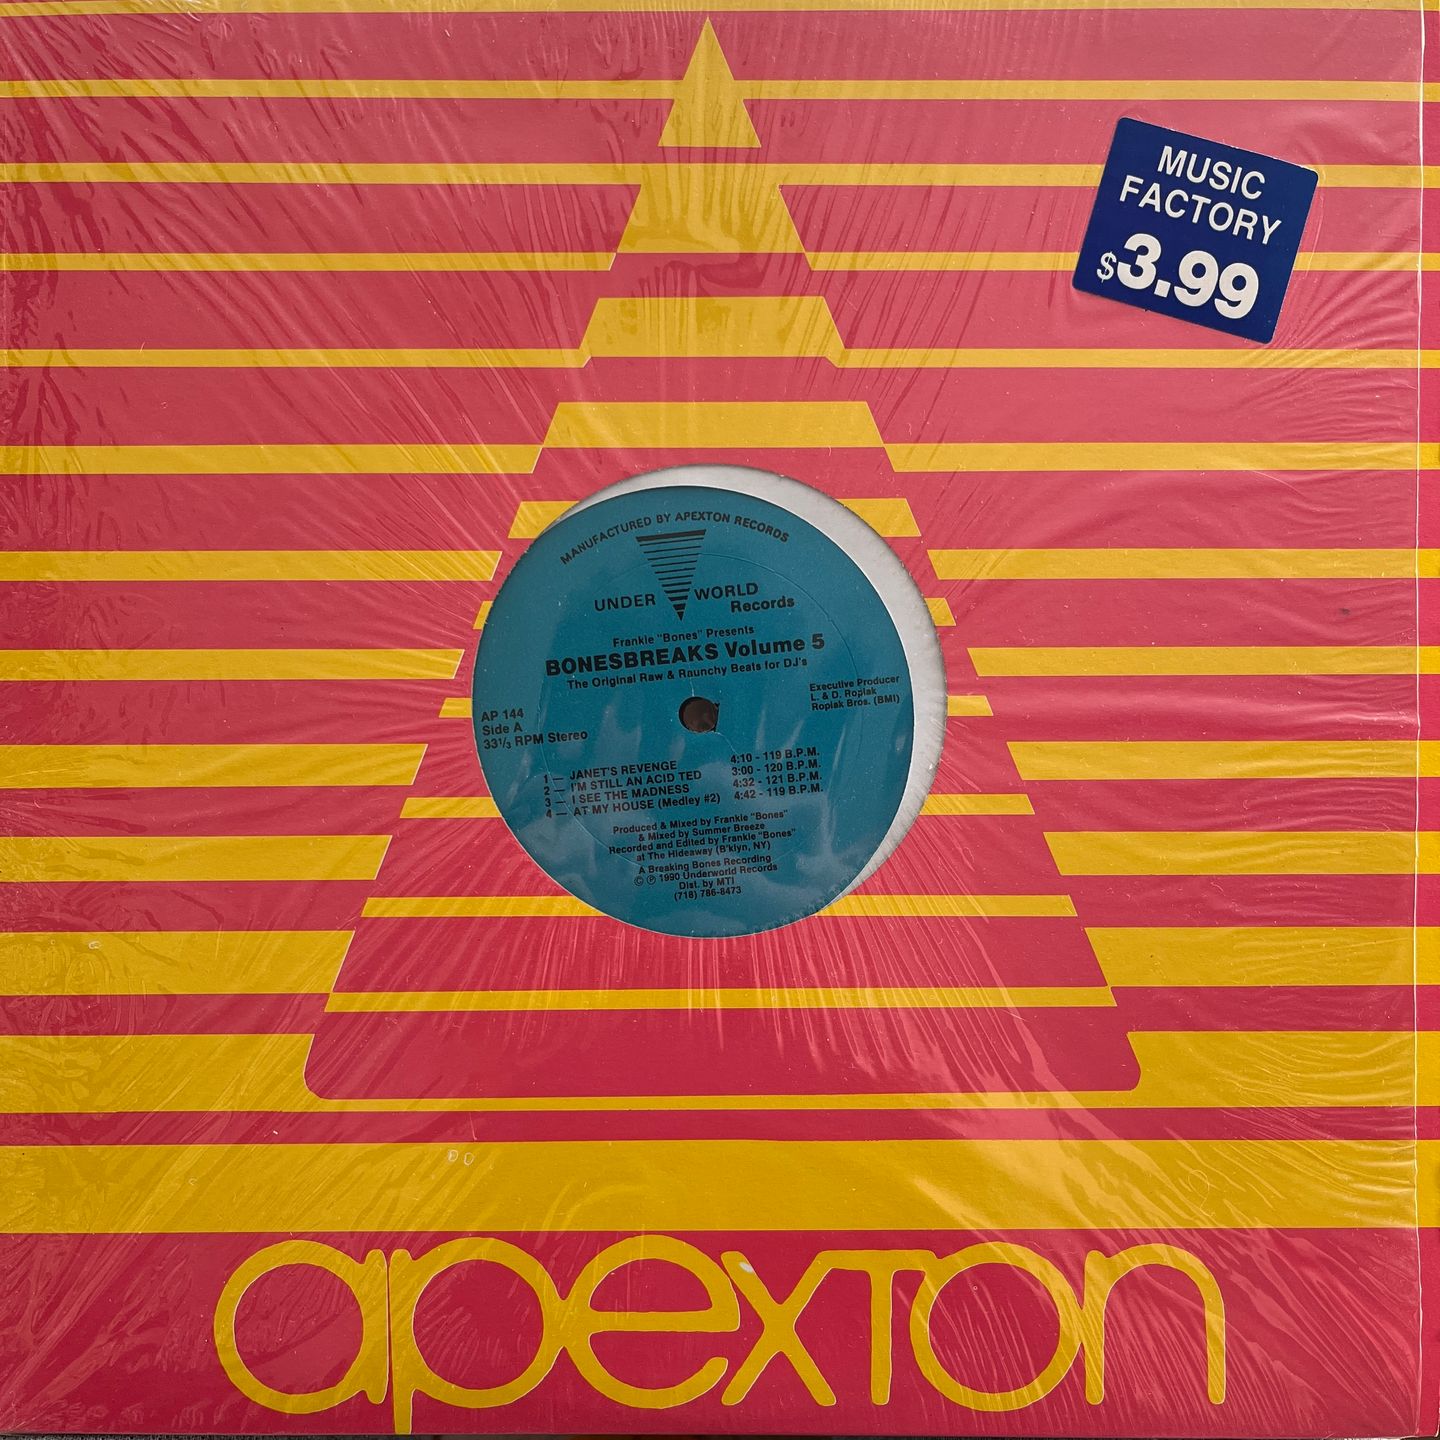 MUSIC
FACTORY
$3.99
MANUFACTURED BY APEXTON RECORDS
UNDER WORLD
Records
Frankie "Bones" Presents
BONESBREAKS Volume 5
The Original Raw & Raunchy Beats for DJ's
Executive Producer
L. & D. Ropiak
Ropiak Bros. (BMI)
AP 144
Side A
33 1/3 RPM Stereo
1 — JANET'S REVENGE 4:10 - 119 B.P.M.
2 — I'M STILL AN ACID TED 3:00 - 120 B.P.M.
3 — I SEE THE MADNESS 4:32 - 121 B.P.M.
4 — AT MY HOUSE (Medley #2) 4:42 - 119 B.P.M.
Produced & Mixed by Frankie "Bones"
& Mixed by Summer Breeze
Recorded and Edited by Frankie "Bones"
at The Hideaway (B'klyn, NY)
A Breaking Bones Recording
© ℗ 1990 Underworld Records
Dist. by MTI
(718) 786-8473
apexton